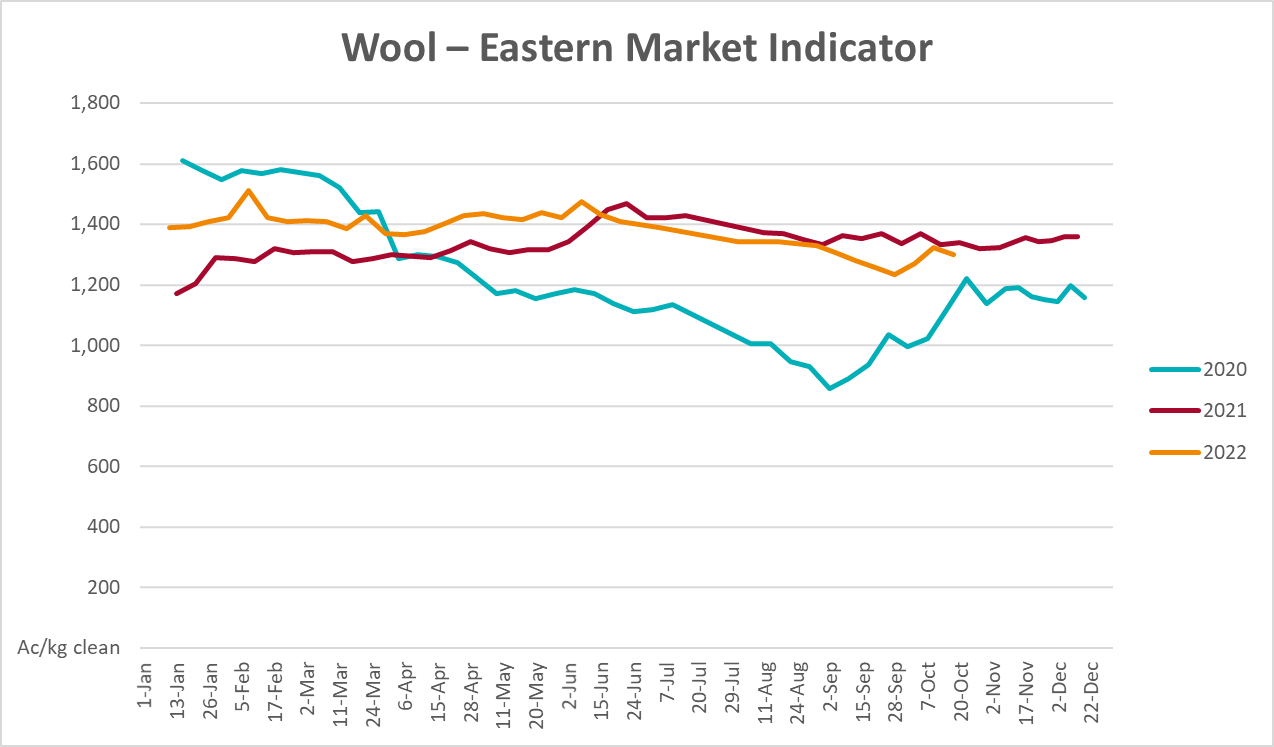 Wool – Eastern Market Indicator
1,800
1,600
1,400
1,200
1,000
800
600
400
200
Ac/kg clean
1-Jan
13-Jan
26-Jan
5-Feb
17-Feb
2-Mar
11-Mar
24-Mar
6-Apr
15-Apr
28-Apr
11-May
20-May
2-Jun
15-Jun
24-Jun
7-Jul
20-Jul
29-Jul
11-Aug
24-Aug
2-Sep
15-Sep
28-Sep
7-Oct
20-Oct
2-Nov
17-Nov
2-Dec
22-Dec
2020
2021
2022